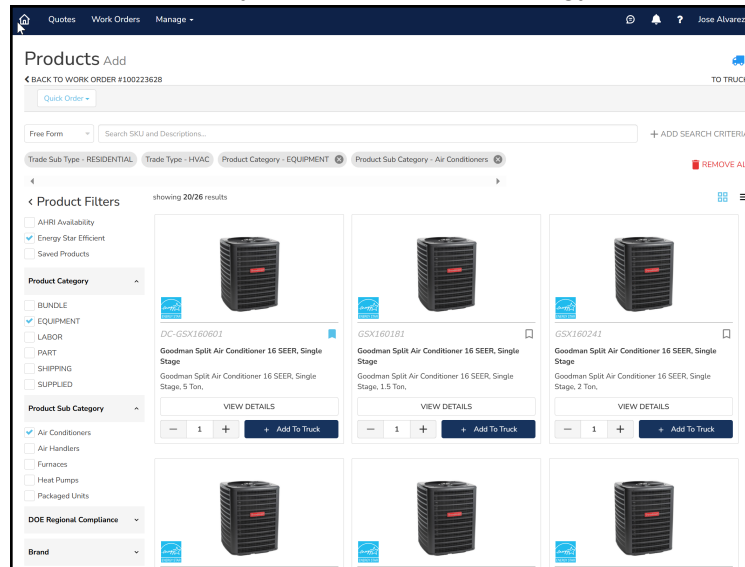 Quotes Work Orders Manage
? Jose Alvarez
Products Add
BACK TO WORK ORDER #100223628
TO TRUCK
Quick Order
Free Form
Search SKU and Descriptions...
+ ADD SEARCH CRITERIA
Trade Sub Type - RESIDENTIAL
Trade Type - HVAC
Product Category - EQUIPMENT
Product Sub Category - Air Conditioners
REMOVE AL
< Product Filters
showing 20/26 results
AHRI Availability
Energy Star Efficient
Saved Products
Product Category
BUNDLE
EQUIPMENT
LABOR
PART
SHIPPING
SUPPLIED
Product Sub Category
Air Conditioners
Air Handlers
Furnaces
Heat Pumps
Packaged Units
DOE Regional Compliance
Brand
DC-GSX160601
Goodman Split Air Conditioner 16 SEER, Single
Stage
Goodman Split Air Conditioner 16 SEER, Single
Stage, 5 Ton,
VIEW DETAILS
— 1 + + Add To Truck
GSX160181
Goodman Split Air Conditioner 16 SEER, Single
Stage
Goodman Split Air Conditioner 16 SEER, Single
Stage, 1.5 Ton,
VIEW DETAILS
— 1 + + Add To Truck
GSX160241
Goodman Split Air Conditioner 16 SEER, Single
Stage
Goodman Split Air Conditioner 16 SEER, Single
Stage, 2 Ton,
VIEW DETAILS
— 1 + + Add To Truck